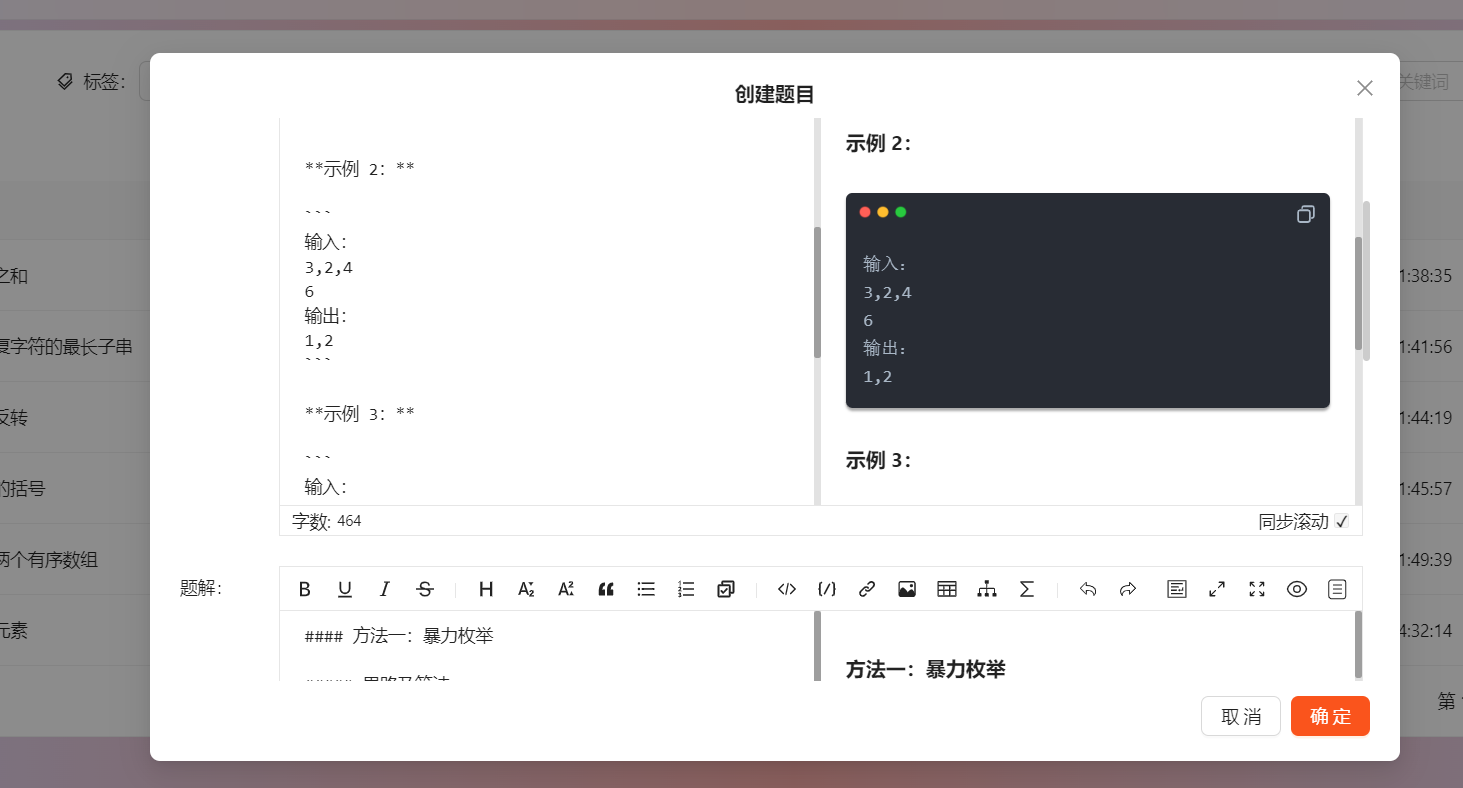 标签：
关键词
创建题目
**示例 2：**
```
输入：
3,2,4
6
输出：
1,2
```
**示例 3：**
```
输入：
示例 2：
输入：
3,2,4
6
输出：
1,2
示例 3：
字数: 464
同步滚动
题解：
#### 方法一：暴力枚举
方法一：暴力枚举
取消
确定
之和
复字符的最长子串
反转
的括号
两个有序数组
元素
1:38:35
1:41:56
1:44:19
1:45:57
1:49:39
4:32:14
第